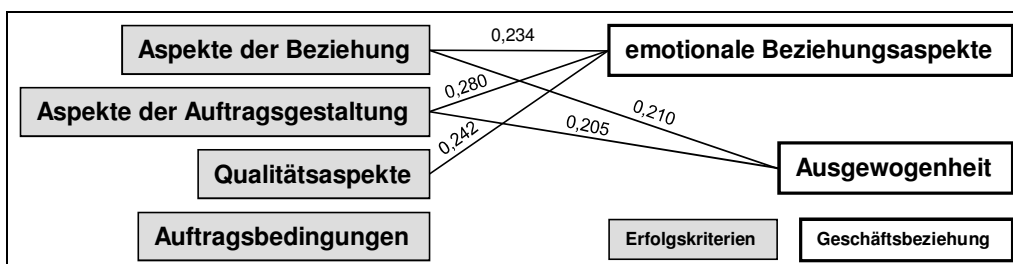 Aspekte der Beziehung
0,234
emotionale Beziehungsaspekte
0,280
Aspekte der Auftragsgestaltung
0,210
0,205
0,242
Qualitätsaspekte
Ausgewogenheit
Auftragsbedingungen
Erfolgskriterien
Geschäftsbeziehung